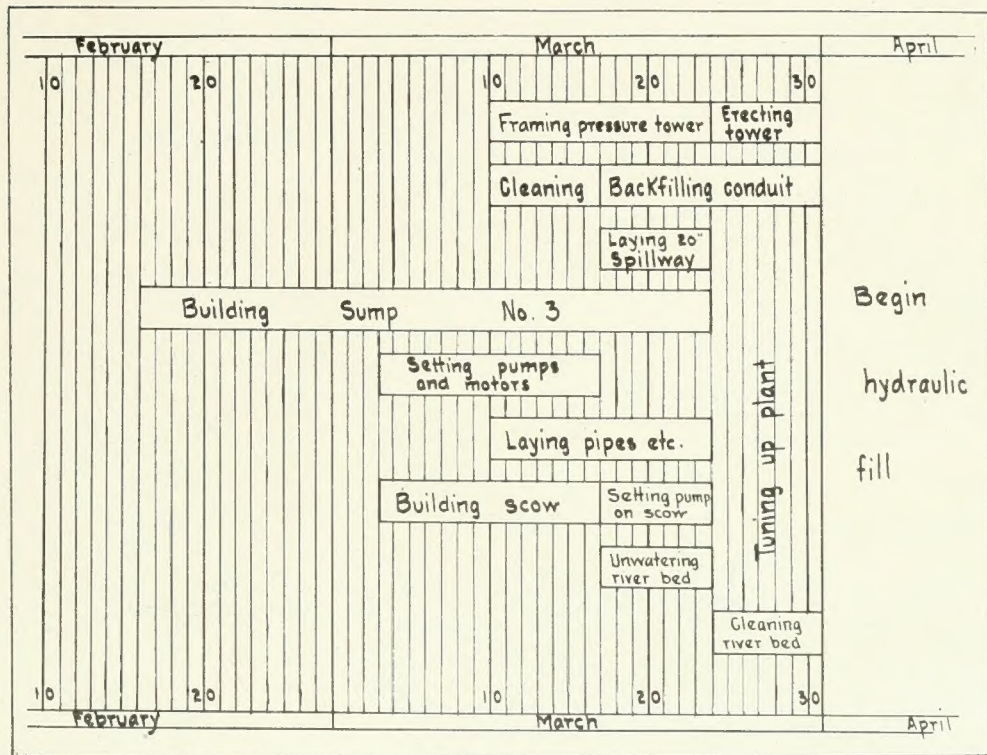 February March April
10 20 10 20 30
Framing pressure tower Erecting
tower
Cleaning Backfilling conduit
Laying 20"
Spillway
Building Sump No. 3
Begin
Setting pumps
and motors
hydraulic
Laying pipes etc.
fill
Building scow Setting pump
on scow
Tuning up plant
Unwatering
river bed
Cleaning
river bed
10 20 10 20 30
February March April